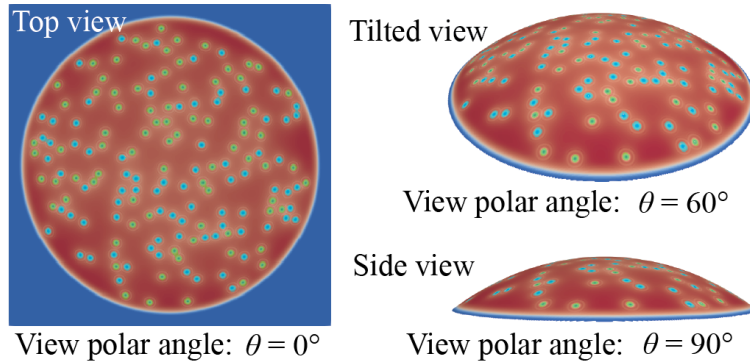 Top view
View polar angle: θ = 0°
Tilted view
View polar angle: θ = 60°
Side view
View polar angle: θ = 90°